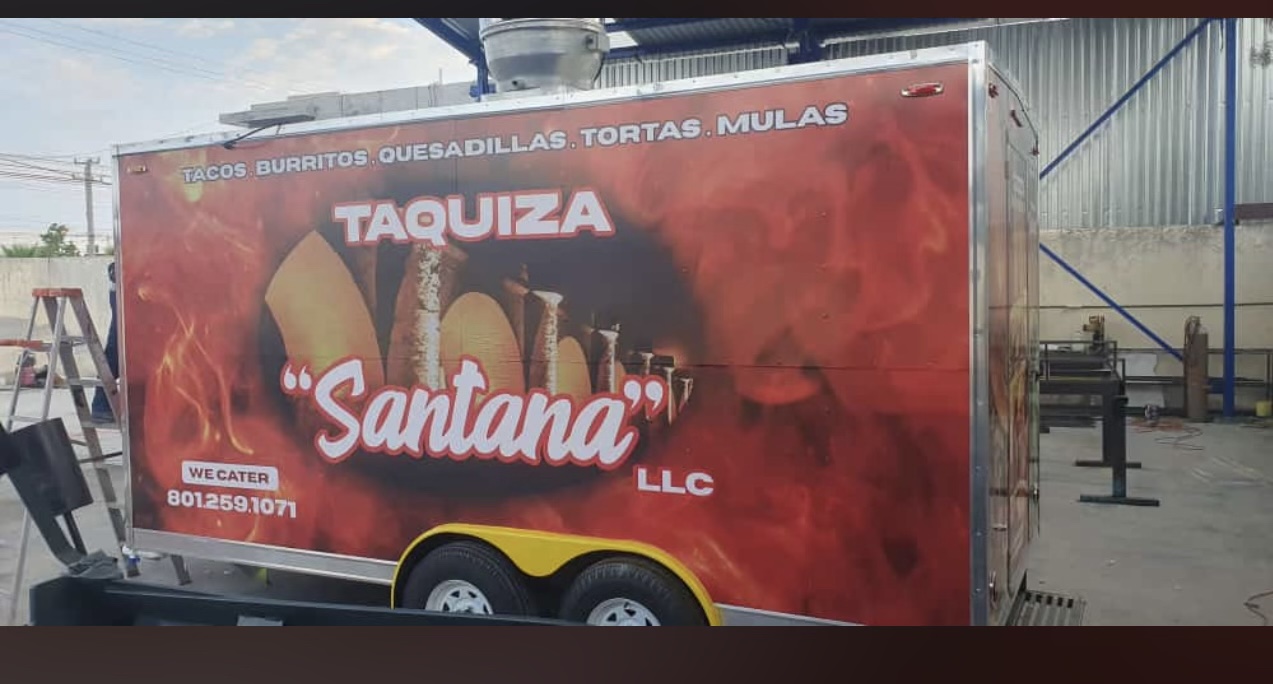 TACOS . BURRITOS . QUESADILLAS . TORTAS . MULAS
TAQUIZA
“Santana”
LLC
WE CATER
801.259.1071